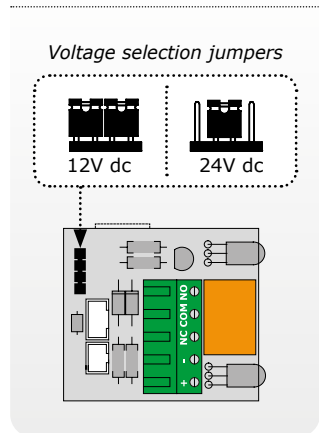 Voltage selection jumpers
12V dc
24V dc
+ - NC COM NO